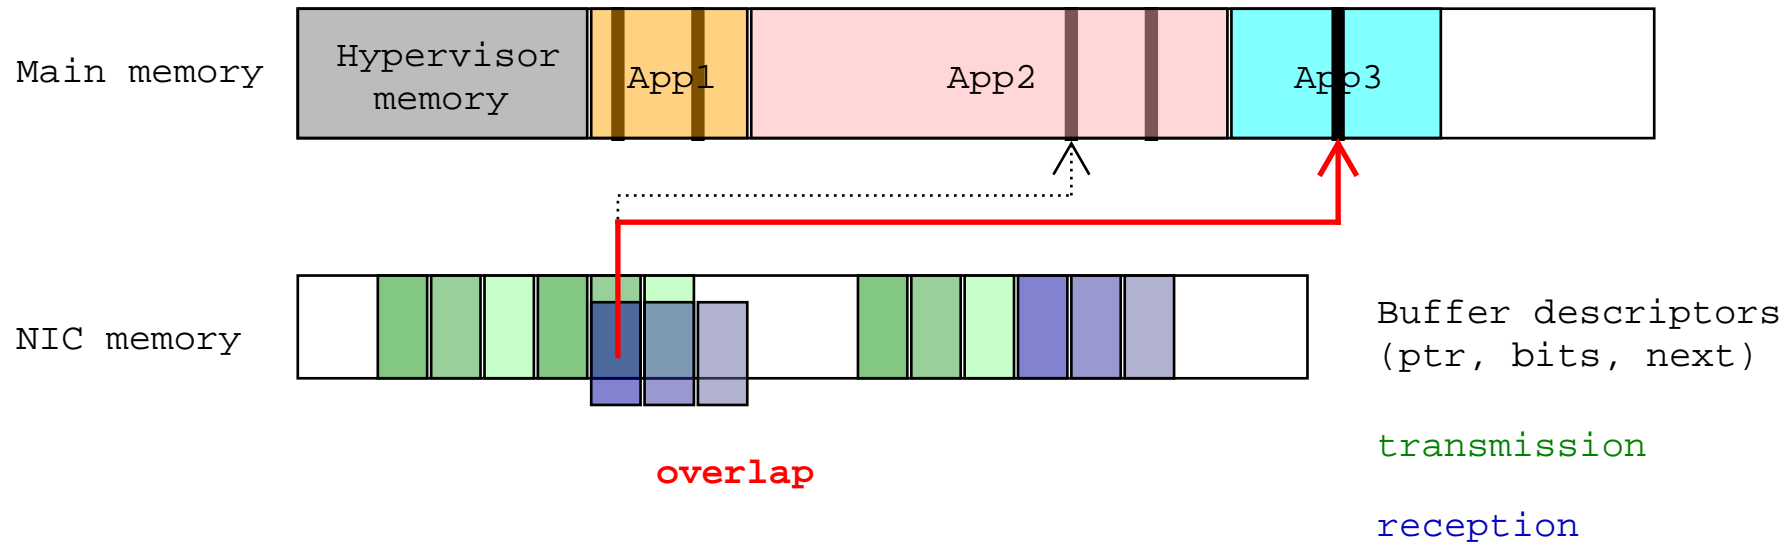 Main memory
Hypervisor
memory
App1
App2
App3
NIC memory
Buffer descriptors
(ptr, bits, next)
transmission
overlap
reception